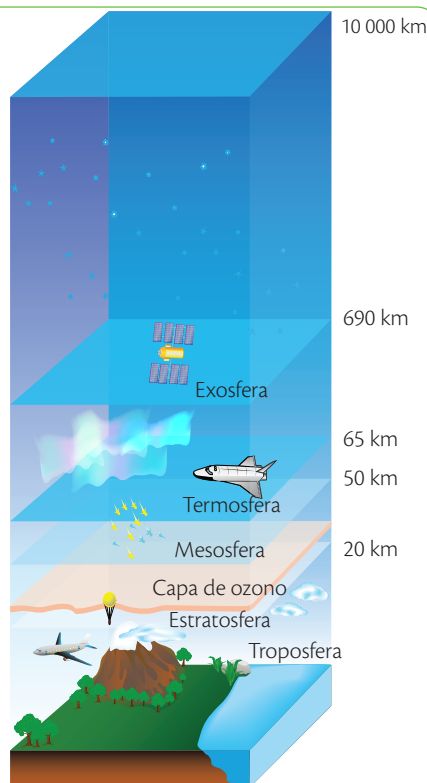 10 000 km
690 km
Exosfera
65 km
50 km
Termosfera
Mesosfera
20 km
Capa de ozono
Estratosfera
Troposfera